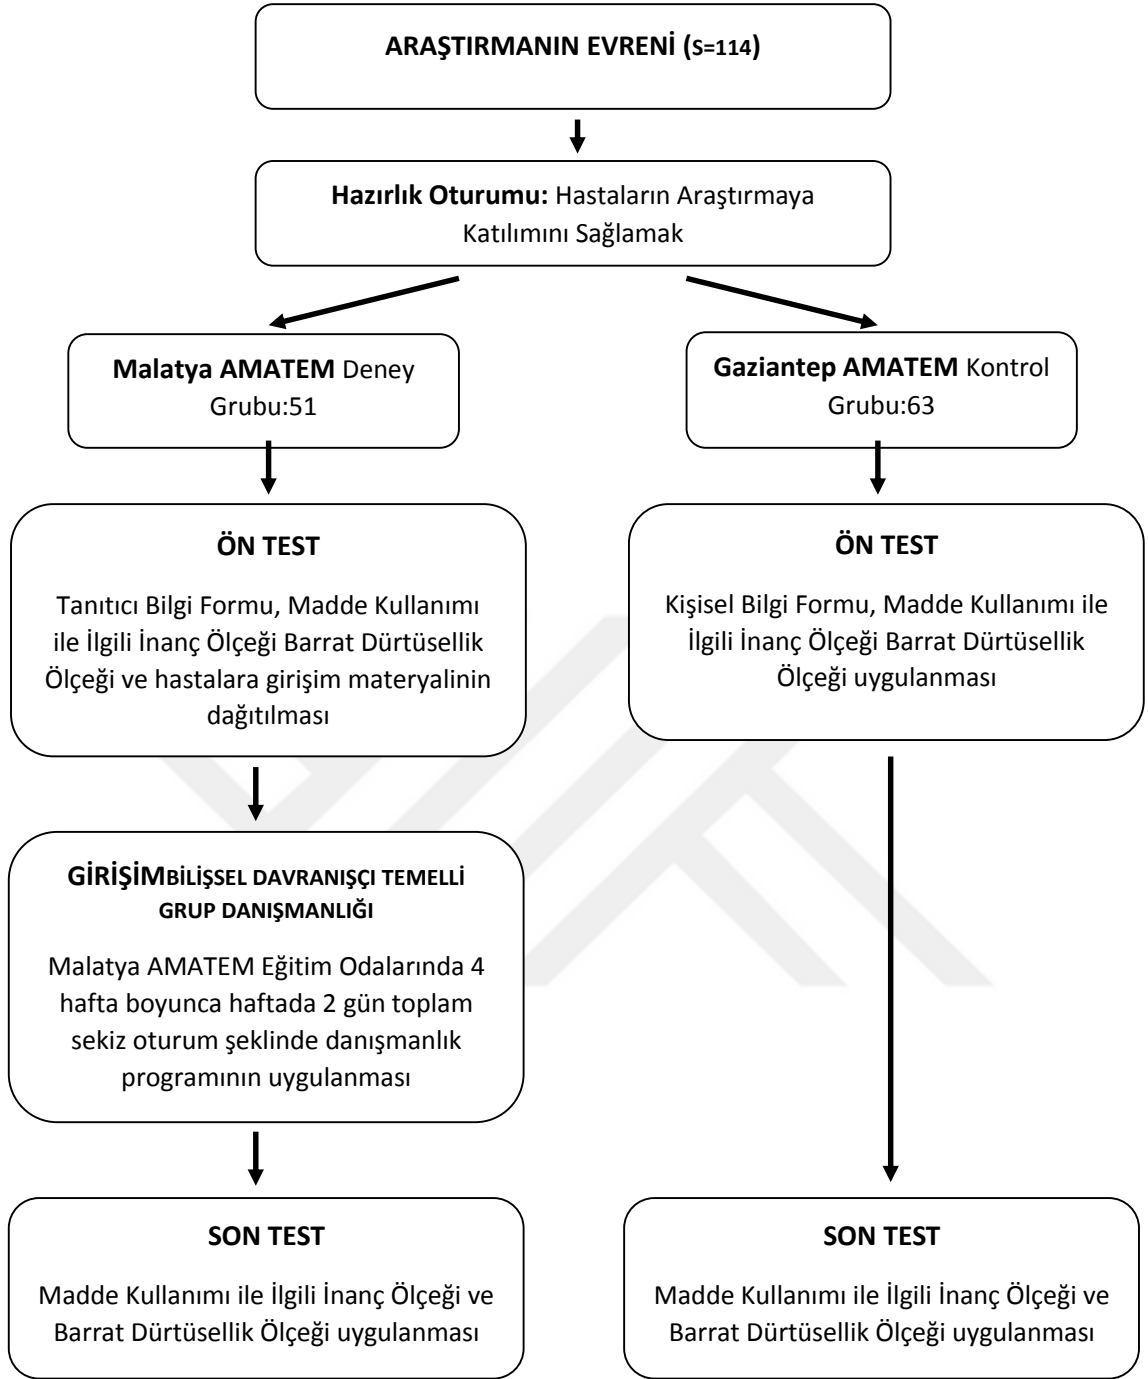 ARAŞTIRMANIN EVRENİ (S=114)
Hazırlık Oturumu: Hastaların Araştırmaya
Katılımını Sağlamak
Malatya AMATEM Deney
Grubu:51
Gaziantep AMATEM Kontrol
Grubu:63
ÖN TEST
Tanıtıcı Bilgi Formu, Madde Kullanımı
ile İlgili İnanç Ölçeği Barrat Dürtüsellik
Ölçeği ve hastalara girişim materyalinin
dağıtılması
ÖN TEST
Kişisel Bilgi Formu, Madde Kullanımı ile
İlgili İnanç Ölçeği Barrat Dürtüsellik
Ölçeği uygulanması
GİRİŞİMBİLİŞSEL DAVRANIŞÇI TEMELLİ
GRUP DANIŞMANLIĞI
Malatya AMATEM Eğitim Odalarında 4
hafta boyunca haftada 2 gün toplam
sekiz oturum şeklinde danışmanlık
programının uygulanması
SON TEST
Madde Kullanımı ile İlgili İnanç Ölçeği ve
Barrat Dürtüsellik Ölçeği uygulanması
SON TEST
Madde Kullanımı ile İlgili İnanç Ölçeği ve
Barrat Dürtüsellik Ölçeği uygulanması